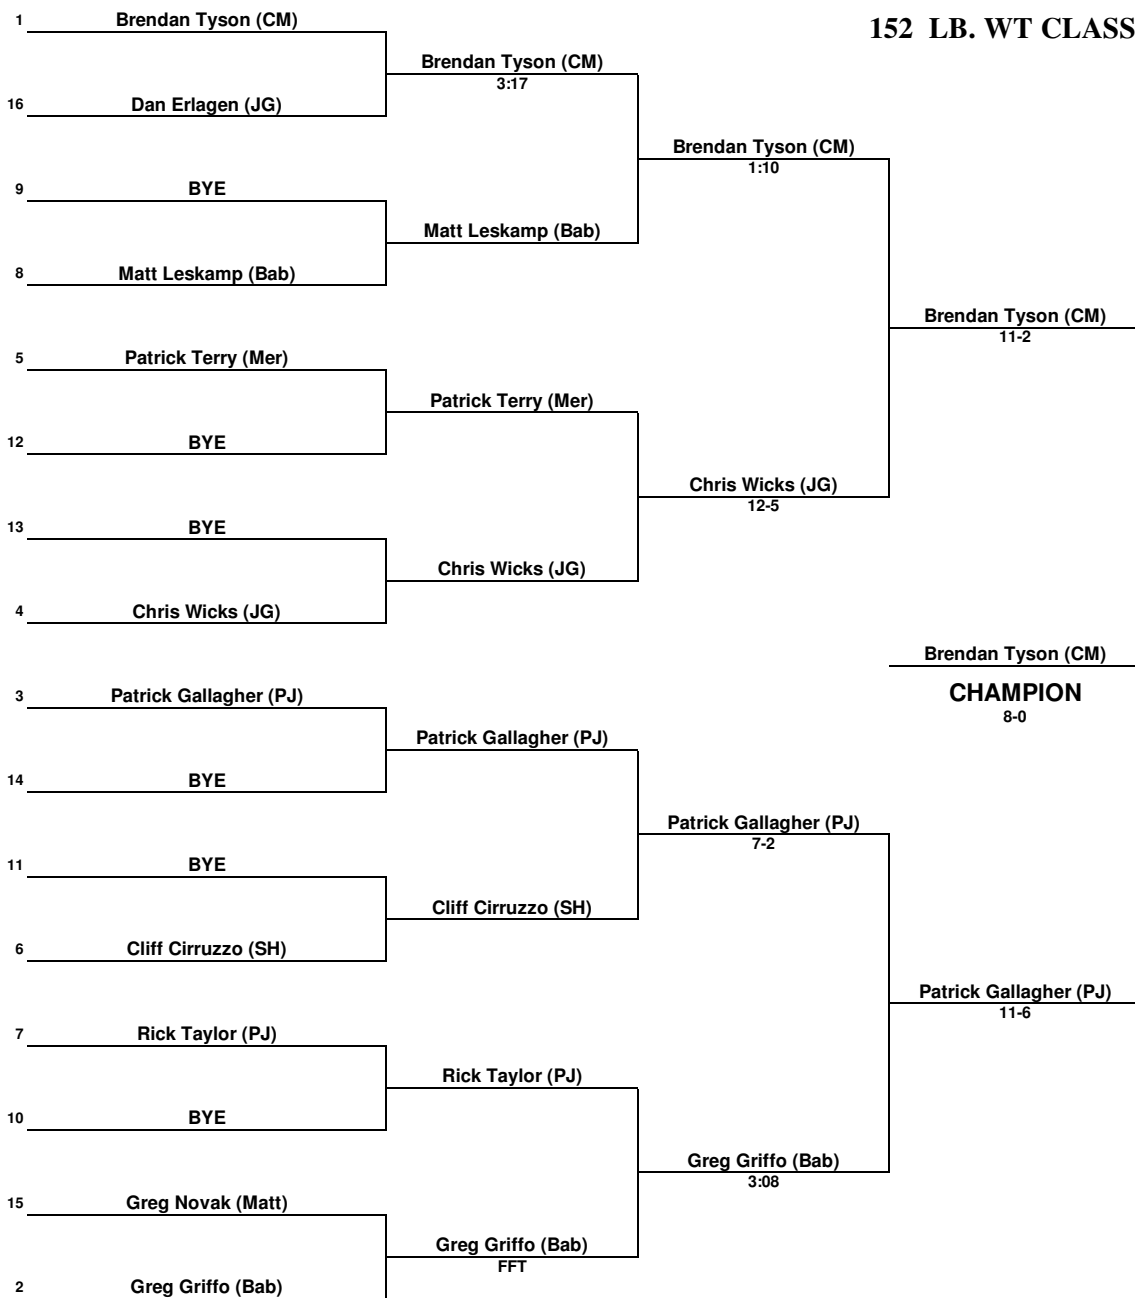 152 LB. WT CLASS
1 Brendan Tyson (CM)
Brendan Tyson (CM)
3:17
16 Dan Erlagen (JG)
Brendan Tyson (CM)
1:10
9 BYE
Matt Leskamp (Bab)
8 Matt Leskamp (Bab)
Brendan Tyson (CM)
11-2
5 Patrick Terry (Mer)
Patrick Terry (Mer)
12 BYE
Chris Wicks (JG)
12-5
13 BYE
Chris Wicks (JG)
4 Chris Wicks (JG)
Brendan Tyson (CM)
CHAMPION
8-0
3 Patrick Gallagher (PJ)
Patrick Gallagher (PJ)
14 BYE
Patrick Gallagher (PJ)
7-2
11 BYE
Cliff Cirruzzo (SH)
6 Cliff Cirruzzo (SH)
Patrick Gallagher (PJ)
11-6
7 Rick Taylor (PJ)
Rick Taylor (PJ)
10 BYE
Greg Griffo (Bab)
3:08
15 Greg Novak (Matt)
Greg Griffo (Bab)
FFT
2 Greg Griffo (Bab)